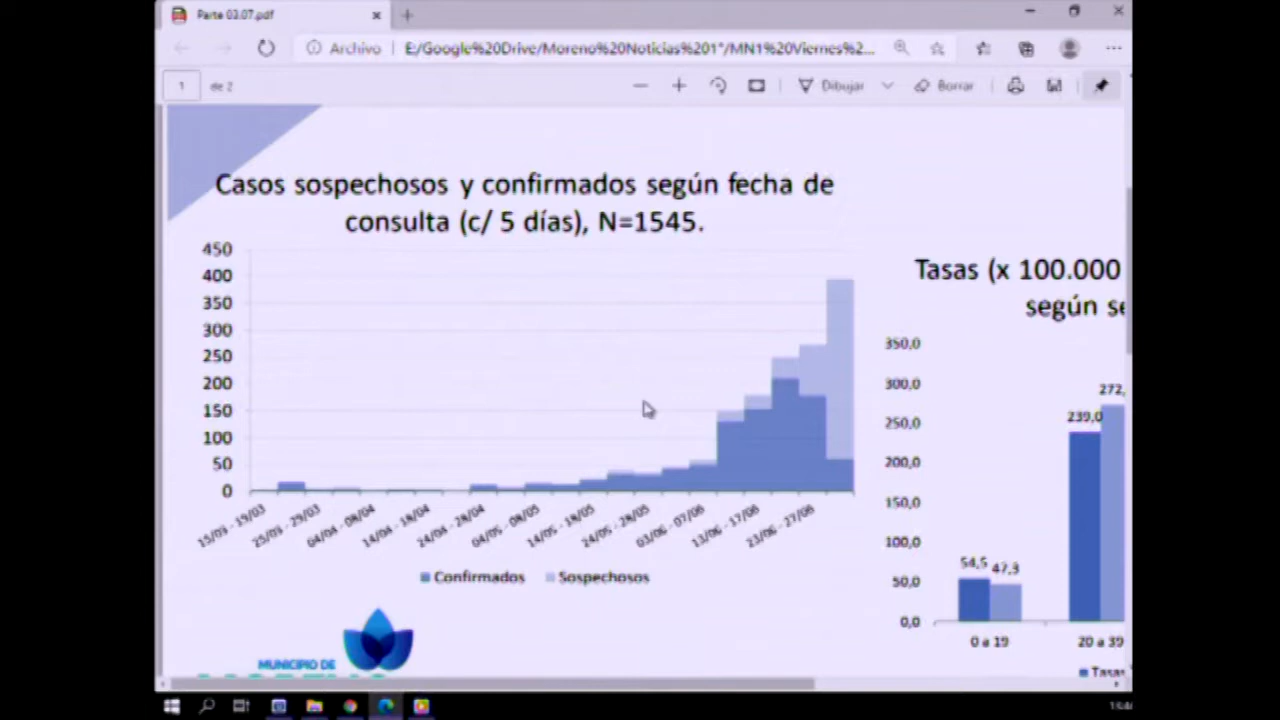 Parte 03.07.pdf
Archivo
E:/Google%20Drive/Moreno%20Noticias%201°/MN1%20Viernes%2...
1
de 2
Dibujar
Borrar
Casos sospechosos y confirmados según fecha de
consulta (c/ 5 días), N=1545.
450
400
350
300
250
200
150
100
50
0
15/03 - 19/03
25/03 - 29/03
04/04 - 08/04
14/04 - 18/04
24/04 - 28/04
04/05 - 08/05
14/05 - 18/05
24/05 - 28/05
03/06 - 07/06
13/06 - 17/06
23/06 - 27/06
Confirmados
Sospechosos
MUNICIPIO DE
Tasas (x 100.000
según se
350,0
300,0
250,0
200,0
150,0
100,0
50,0
0,0
54,5
47,3
239,0
272,
0 a 19
20 a 39
Tasas